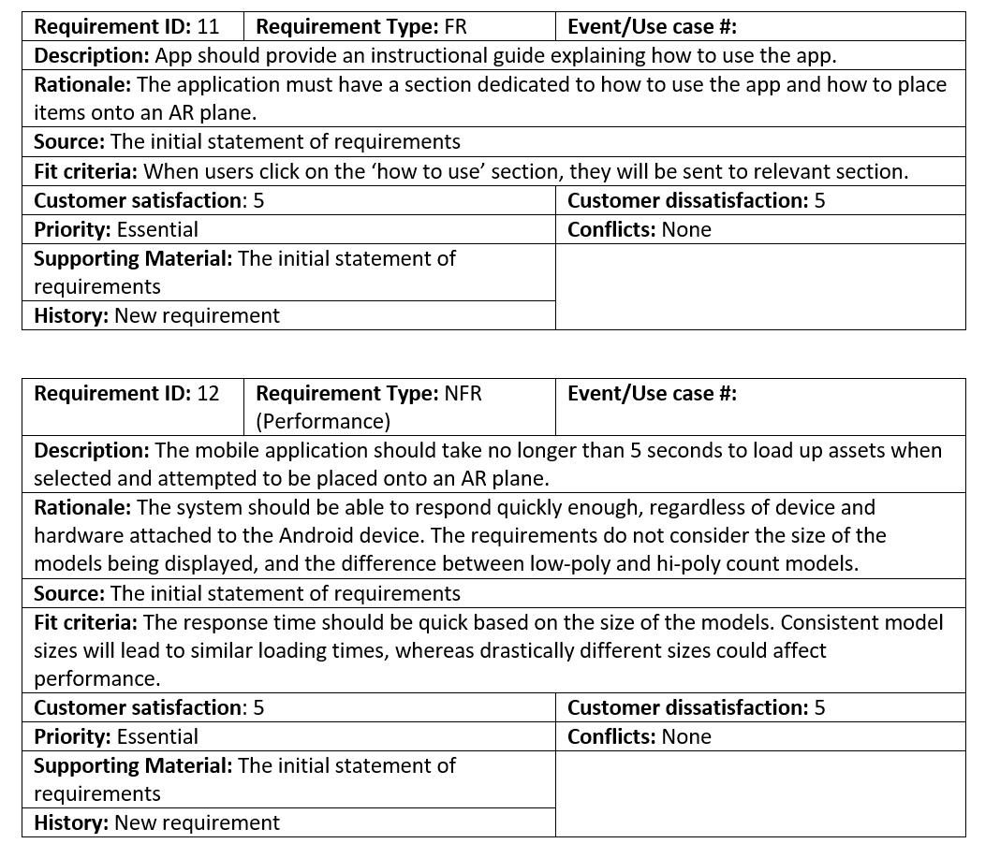 Requirement ID: 11 Requirement Type: FR Event/Use case #:
Description: App should provide an instructional guide explaining how to use the app.
Rationale: The application must have a section dedicated to how to use the app and how to place
items onto an AR plane.
Source: The initial statement of requirements
Fit criteria: When users click on the ‘how to use’ section, they will be sent to relevant section.
Customer satisfaction: 5 Customer dissatisfaction: 5
Priority: Essential Conflicts: None
Supporting Material: The initial statement of
requirements
History: New requirement
Requirement ID: 12 Requirement Type: NFR Event/Use case #:
(Performance)
Description: The mobile application should take no longer than 5 seconds to load up assets when
selected and attempted to be placed onto an AR plane.
Rationale: The system should be able to respond quickly enough, regardless of device and
hardware attached to the Android device. The requirements do not consider the size of the
models being displayed, and the difference between low-poly and hi-poly count models.
Source: The initial statement of requirements
Fit criteria: The response time should be quick based on the size of the models. Consistent model
sizes will lead to similar loading times, whereas drastically different sizes could affect
performance.
Customer satisfaction: 5 Customer dissatisfaction: 5
Priority: Essential Conflicts: None
Supporting Material: The initial statement of
requirements
History: New requirement